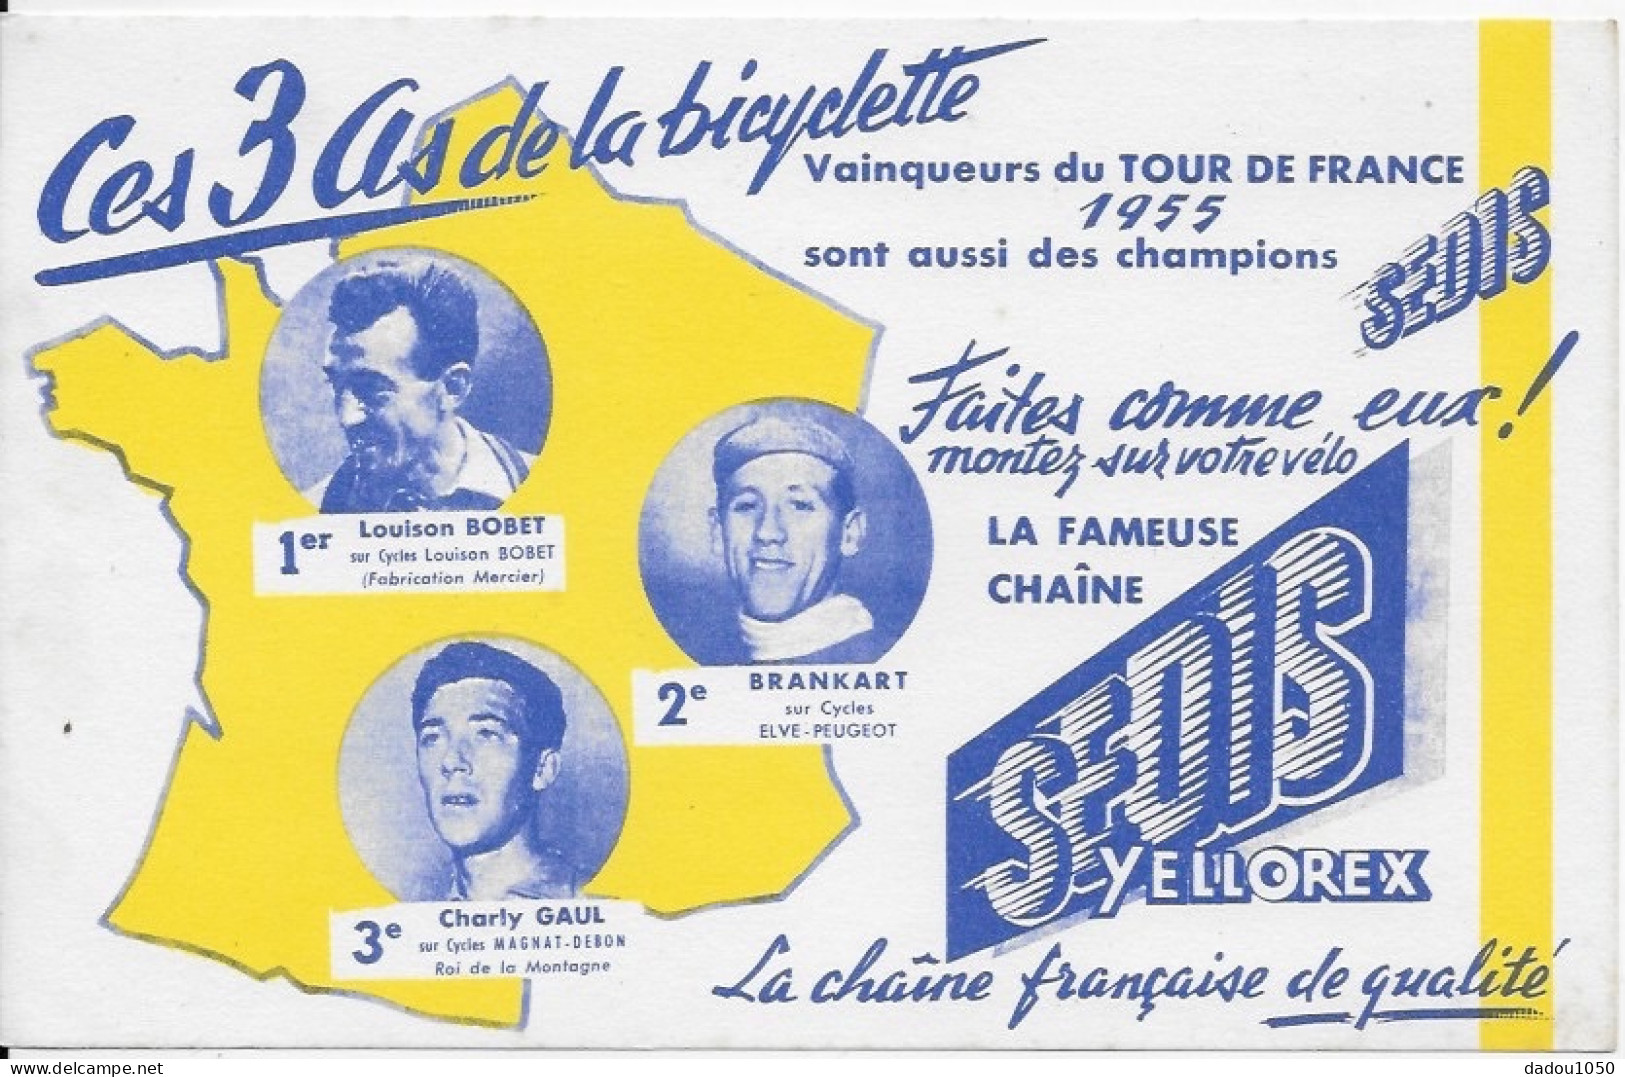 Ces 3 as de la bicyclette
Vainqueurs du TOUR DE FRANCE
1955
sont aussi des champions
SEDIS
Faites comme eux !
montez sur votre vélo
LA FAMEUSE
CHAÎNE
SEDIS
YELLOREX
La chaîne française de qualité
1er
Louison BOBET
sur Cycles Louison BOBET
(Fabrication Mercier)
2e
BRANKART
sur Cycles
ELVE-PEUGEOT
3e
Charly GAUL
sur Cycles MAGNAT-DEBON
Roi de la Montagne
dadou1050